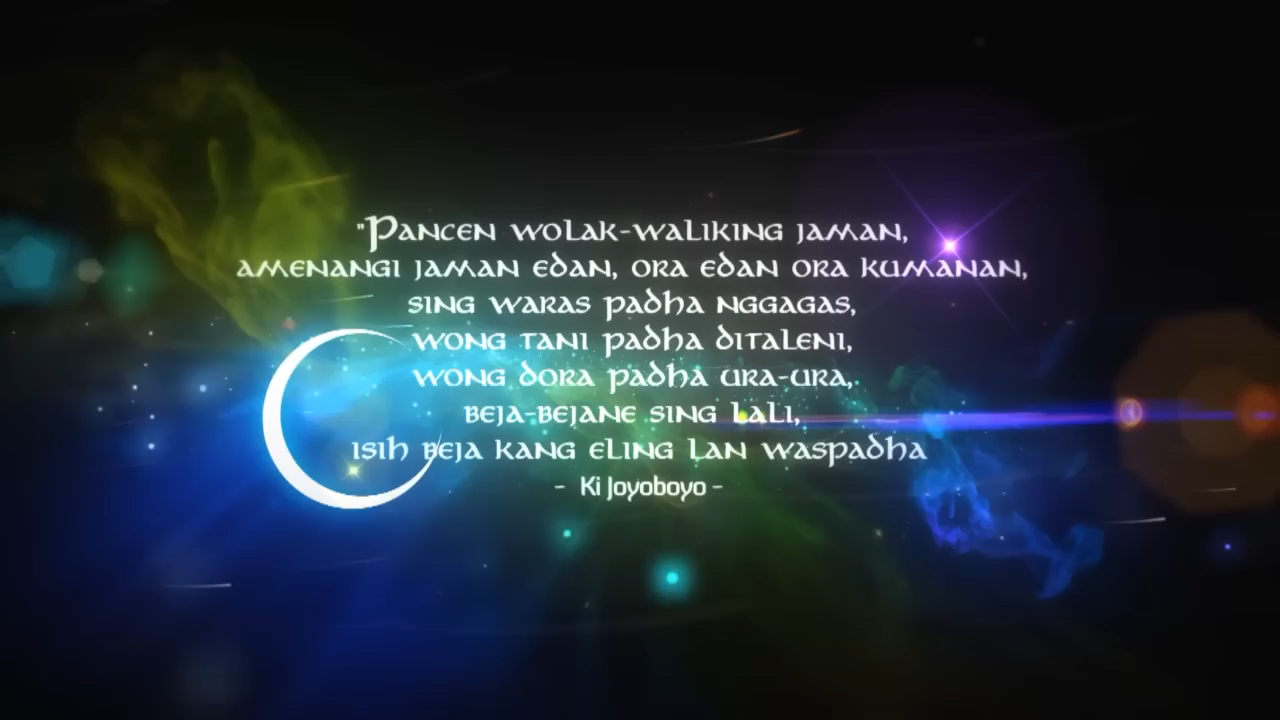 "Pancen wolak-waliking jaman,
amenangi jaman edan, ora edan ora kumanan,
sing waras padha nggagas,
wong tani padha ditaleni,
wong dora padha ura-ura,
beja-bejane sing lali,
isih beja kang eling lan waspadha
- Ki Joyoboyo -